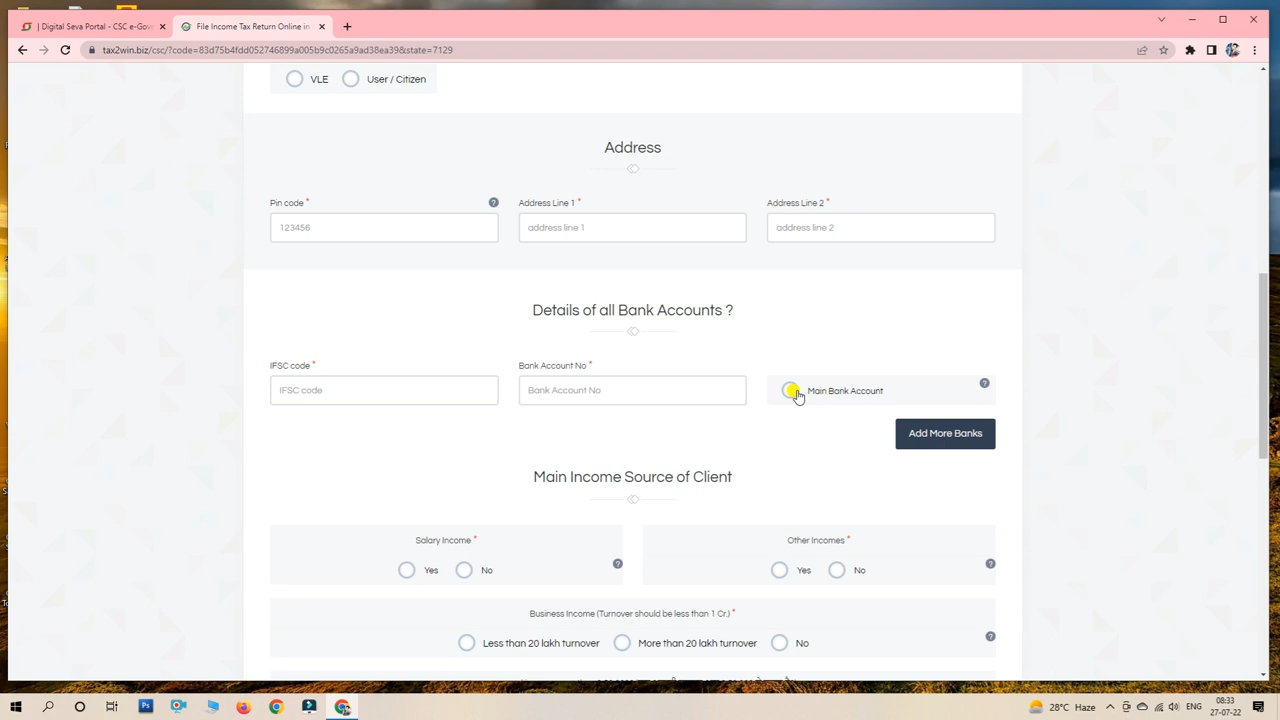 | Digital Seva Portal - CSC e-Gov
File Income Tax Return Online in
tax2win.biz/csc/?code=83d75b4fdd052746899a005b9c0265a9ad38ea39&state=7129
VLE User / Citizen
Address
Pin code * Address Line 1 * Address Line 2 *
123456 address line 1 address line 2
Details of all Bank Accounts ?
IFSC code * Bank Account No *
IFSC code Bank Account No Main Bank Account
Add More Banks
Main Income Source of Client
Salary Income * Other Incomes *
Yes No Yes No
Business Income (Turnover should be less than 1 Cr.) *
Less than 20 lakh turnover More than 20 lakh turnover No
28°C Haze ENG 08:33
27-07-22